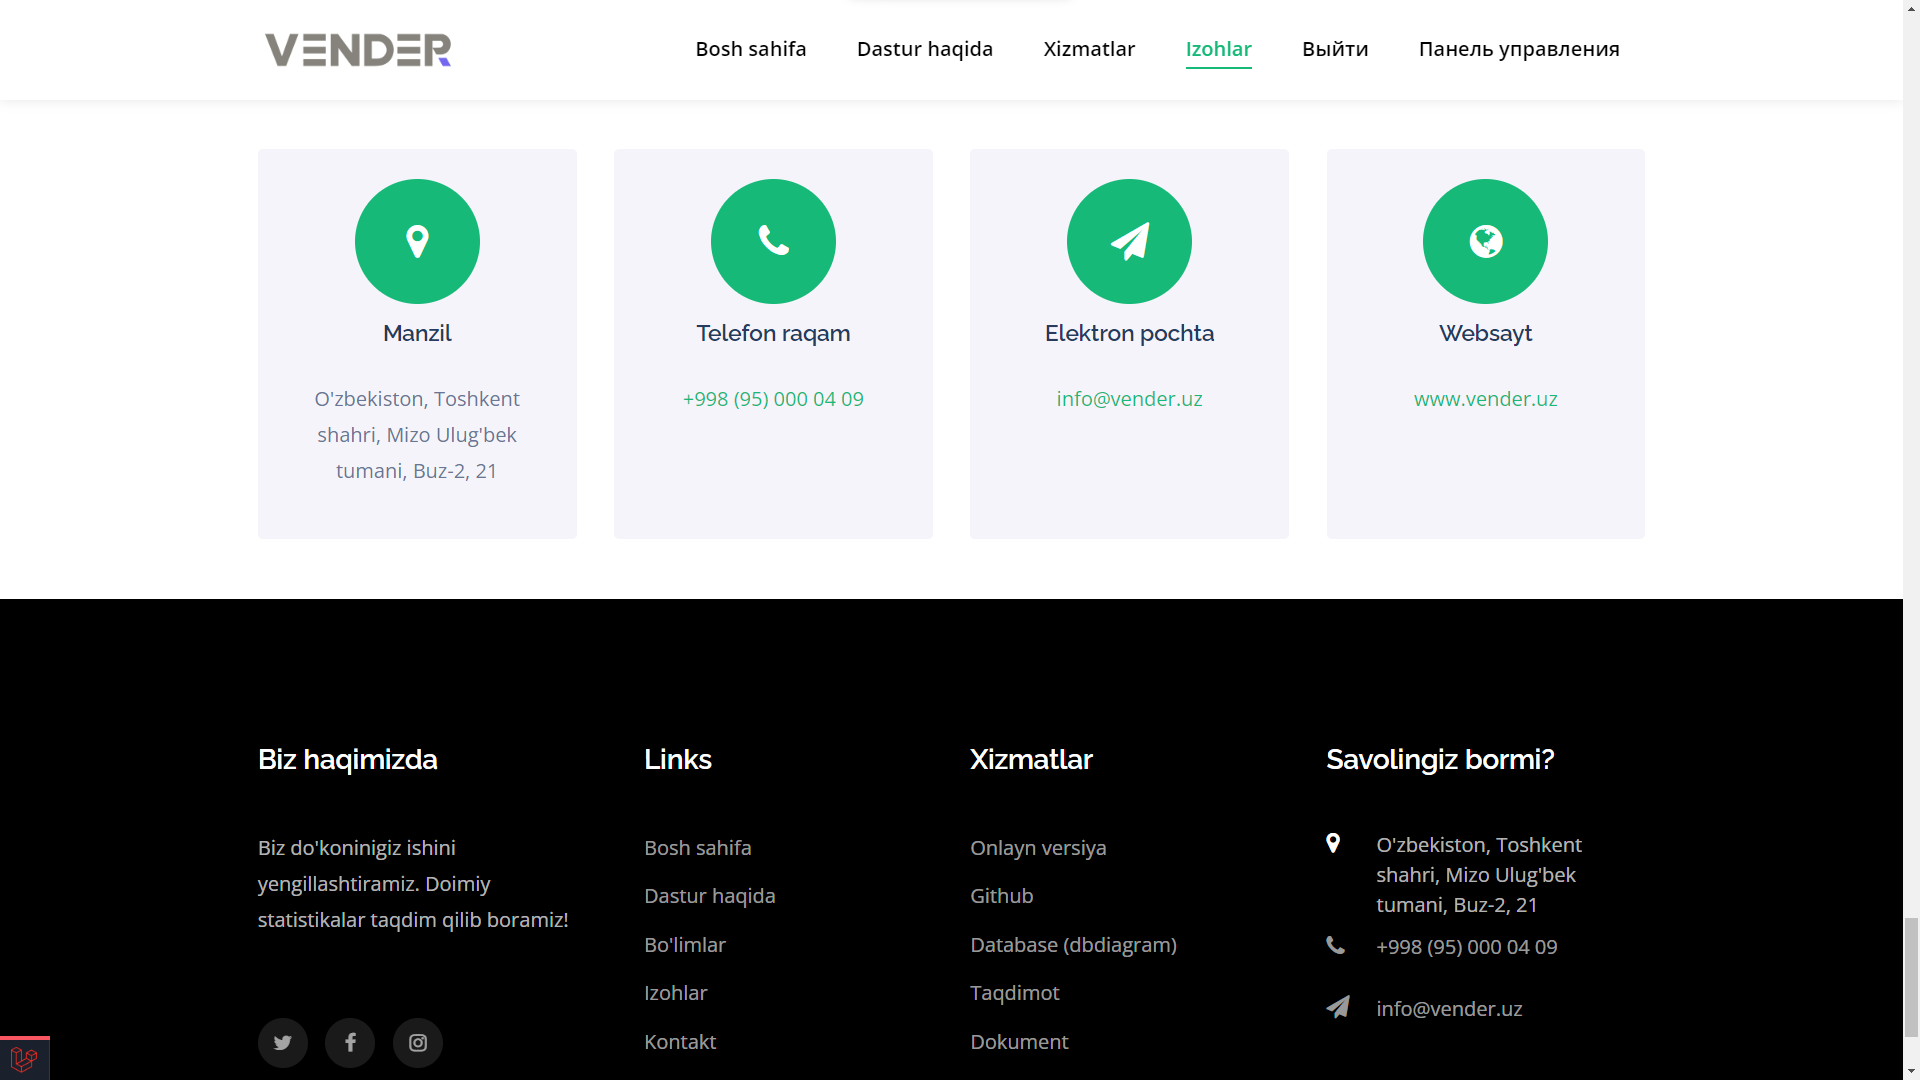 VENDER
Bosh sahifa
Dastur haqida
Xizmatlar
Izohlar
Выйти
Панель управления
Manzil
O'zbekiston, Toshkent
shahri, Mizo Ulug'bek
tumani, Buz-2, 21
Telefon raqam
+998 (95) 000 04 09
Elektron pochta
info@vender.uz
Websayt
www.vender.uz
Biz haqimizda
Biz do'koninigiz ishini
yengillashtiramiz. Doimiy
statistikalar taqdim qilib boramiz!
Links
Bosh sahifa
Dastur haqida
Bo'limlar
Izohlar
Kontakt
Xizmatlar
Onlayn versiya
Github
Database (dbdiagram)
Taqdimot
Dokument
Savolingiz bormi?
O'zbekiston, Toshkent
shahri, Mizo Ulug'bek
tumani, Buz-2, 21
+998 (95) 000 04 09
info@vender.uz